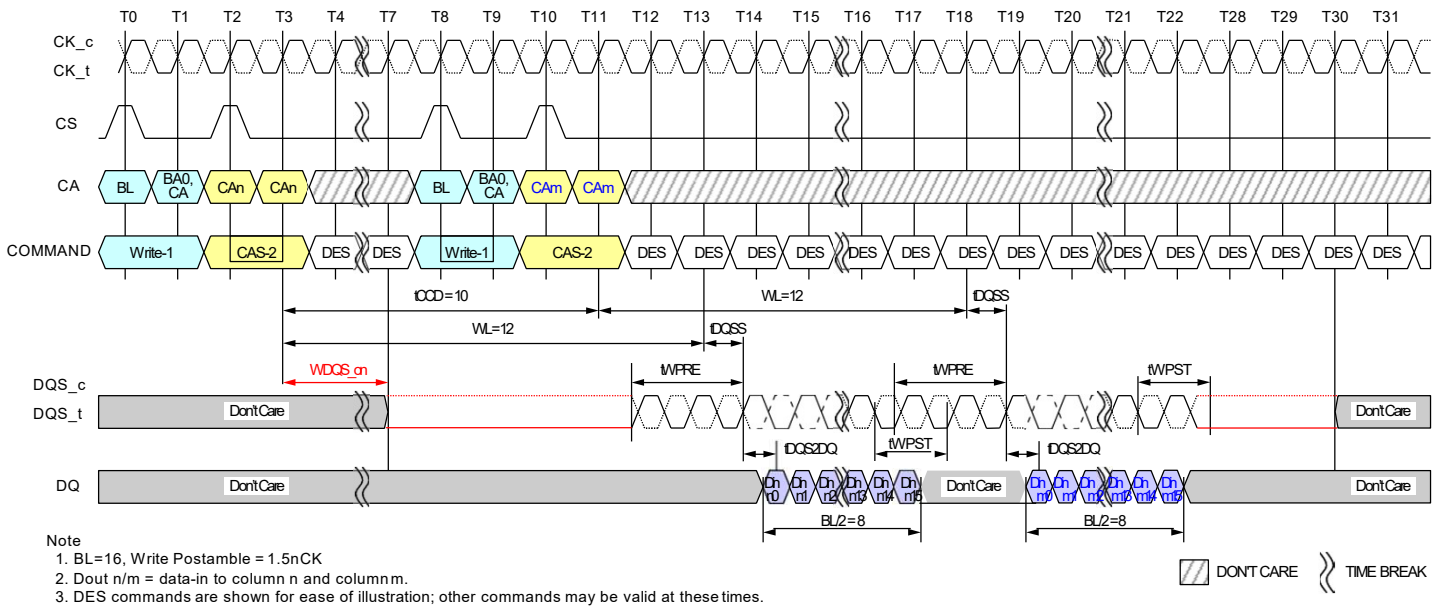 T0 T1 T2 T3 T4 T7 T8 T9 T10 T11 T12 T13 T14 T15 T16 T17 T18 T19 T20 T21 T22 T28 T29 T30 T31
CK_c
CK_t
CS
CA BL BA0, CA CAn CAn BL BA0, CA CAm CAm
COMMAND Write-1 CAS-2 DES DES Write-1 CAS-2 DES DES DES DES DES DES DES DES DES DES DES DES DES DES DES
tCCD = 10 WL=12 tDQSS
WL=12 tDQSS
WDQS_on tWPRE tWPRE tWPST
DQS_c
DQS_t Don't Care Don't Care
tDQS2DQ tWPST tDQS2DQ
DQ Don't Care Dn n0 Dn n1 Dn n2 Dn n13 Dn n14 Dn n15 Don't Care Dn m0 Dn m1 Dn m2 Dn m13 Dn m14 Dn m15 Don't Care
BL/2 = 8 BL/2 = 8
Note
1. BL=16, Write Postamble = 1.5nCK
2. Dout n/m = data-in to column n and column m.
3. DES commands are shown for ease of illustration; other commands may be valid at these times.
DON'T CARE TIME BREAK